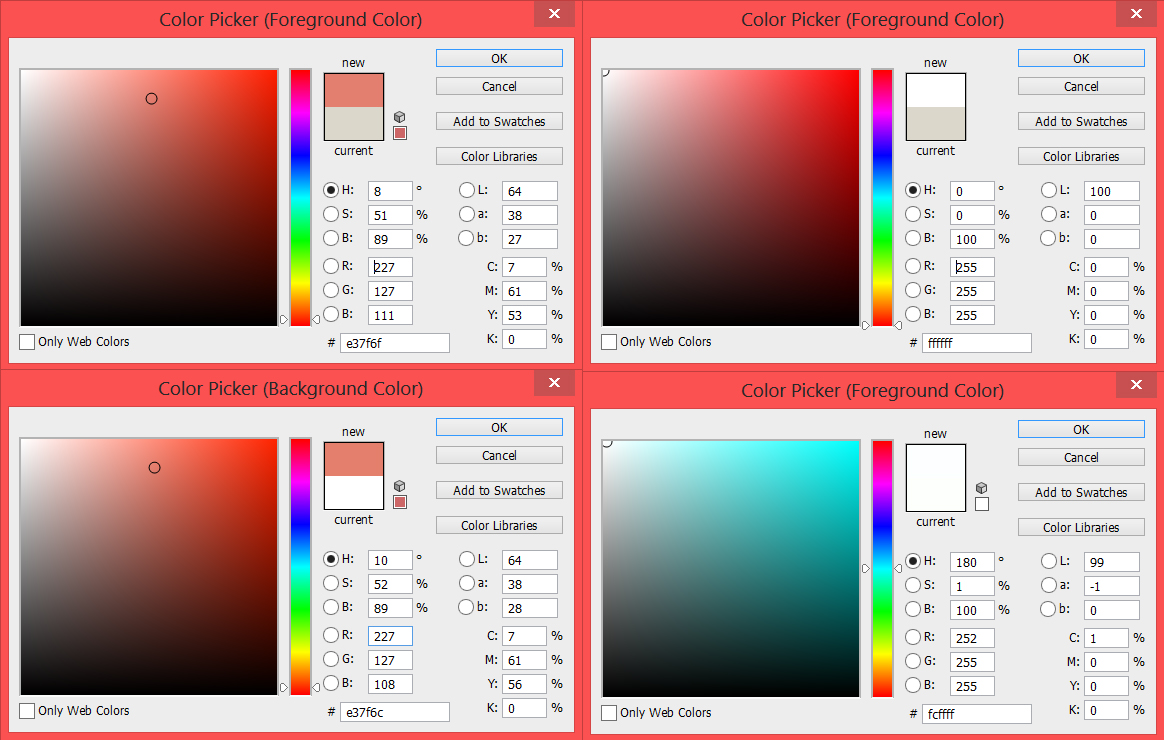 Color Picker (Foreground Color)
new
OK
Cancel
Add to Swatches
current
Color Libraries
H: 8 °
L: 64
S: 51 %
a: 38
B: 89 %
b: 27
R: 227
C: 7 %
G: 127
M: 61 %
B: 111
Y: 53 %
Only Web Colors
# e37f6f
K: 0 %
Color Picker (Foreground Color)
new
OK
Cancel
Add to Swatches
current
Color Libraries
H: 0 °
L: 100
S: 0 %
a: 0
B: 100 %
b: 0
R: 255
C: 0 %
G: 255
M: 0 %
B: 255
Y: 0 %
Only Web Colors
# ffffff
K: 0 %
Color Picker (Background Color)
new
OK
Cancel
Add to Swatches
current
Color Libraries
H: 10 °
L: 64
S: 52 %
a: 38
B: 89 %
b: 28
R: 227
C: 7 %
G: 127
M: 61 %
B: 108
Y: 56 %
Only Web Colors
# e37f6c
K: 0 %
Color Picker (Foreground Color)
new
OK
Cancel
Add to Swatches
current
Color Libraries
H: 180 °
L: 99
S: 1 %
a: -1
B: 100 %
b: 0
R: 252
C: 1 %
G: 255
M: 0 %
B: 255
Y: 0 %
Only Web Colors
# fcffff
K: 0 %